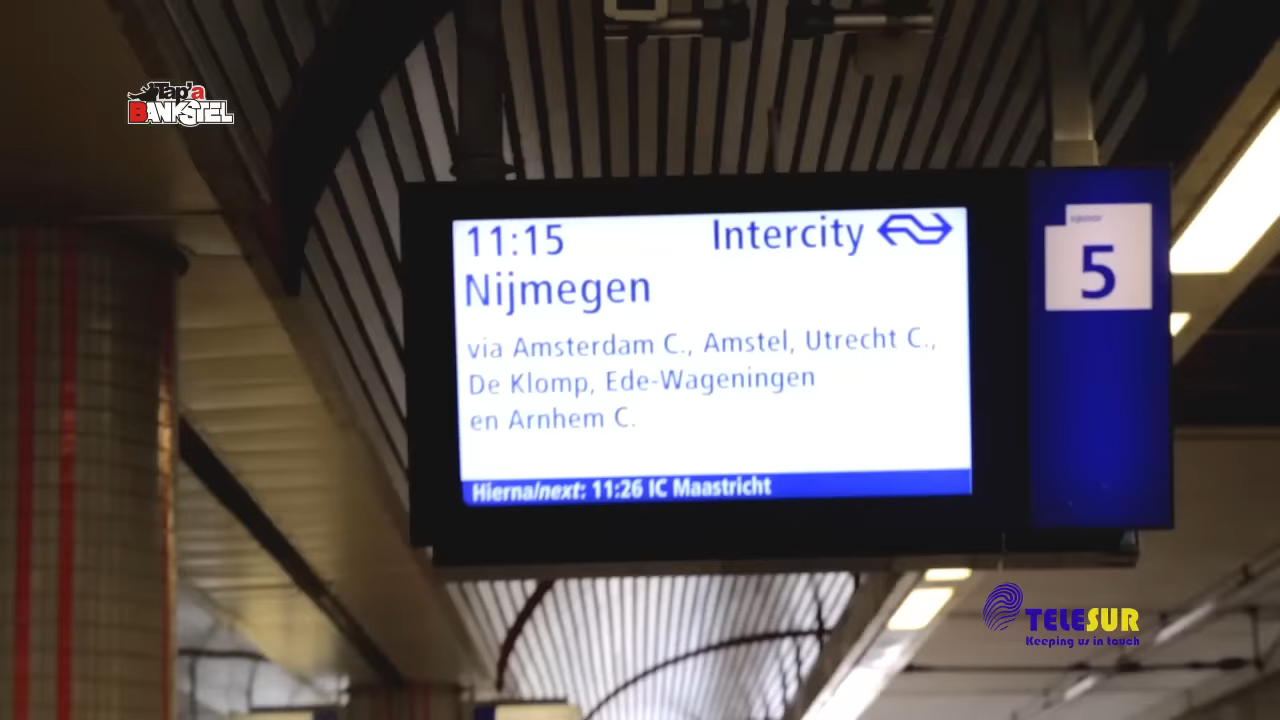 Tap'a
BANKSTEL
11:15 Intercity
Nijmegen
via Amsterdam C., Amstel, Utrecht C.,
De Klomp, Ede-Wageningen
en Arnhem C.
Hierna/next: 11:26 IC Maastricht
5
TELESUR
Keeping us in touch